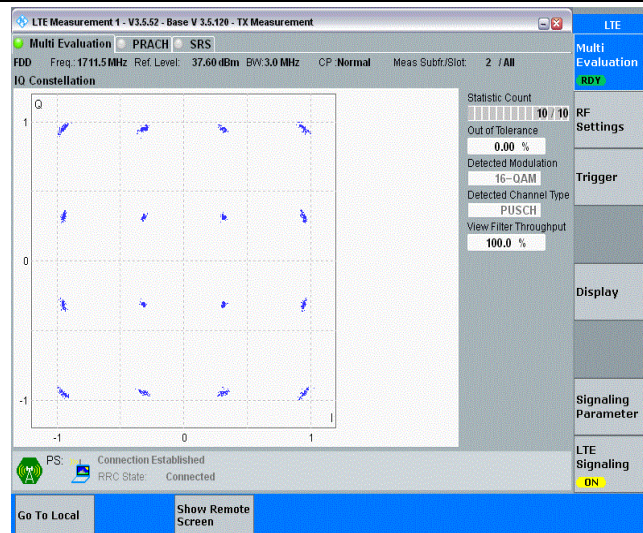 LTE Measurement 1 - V3.5.52 - Base V 3.5.120 - TX Measurement
LTE
Multi Evaluation PRACH SRS
FDD Freq.: 1711.5 MHz Ref. Level: 37.60 dBm BW: 3.0 MHz CP : Normal Meas Subfr./Slot: 2 / All
IQ Constellation
Multi
Evaluation
RDY
Statistic Count
10 / 10
Out of Tolerance
0.00 %
Detected Modulation
16-QAM
Detected Channel Type
PUSCH
View Filter Throughput
100.0 %
RF
Settings
Trigger
Display
Signaling
Parameter
LTE
Signaling
ON
Q
1
0
-1
I
-1 0 1
PS: Connection Established
RRC State: Connected
Go To Local
Show Remote
Screen